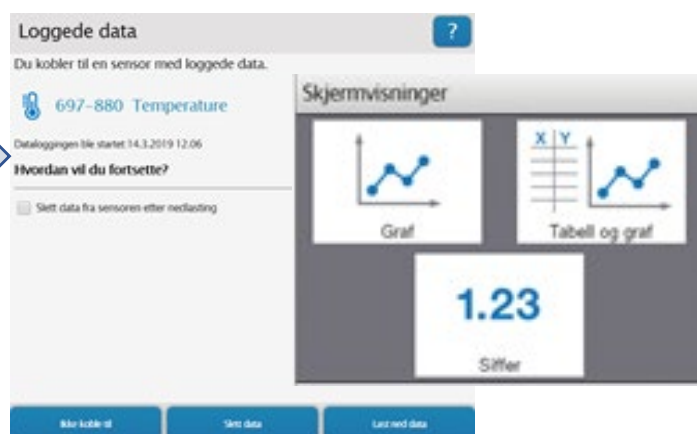 Loggede data
?
Du kobler til en sensor med loggede data.
697-880 Temperature
Dataloggingen ble startet 14.3.2019 12.06
Hvordan vil du fortsette?
Slett data fra sensoren etter nedlasting
Ikke koble til
Slett data
Last ned data
Skjermvisninger
Graf
X Y
Tabell og graf
1.23
Siffer